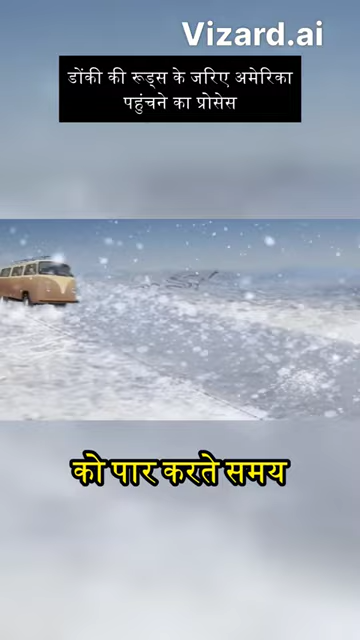 Vizard.ai
डोंकी की रूड्स के जरिए अमेरिका
पहुंचने का प्रोसेस
को पार करते समय